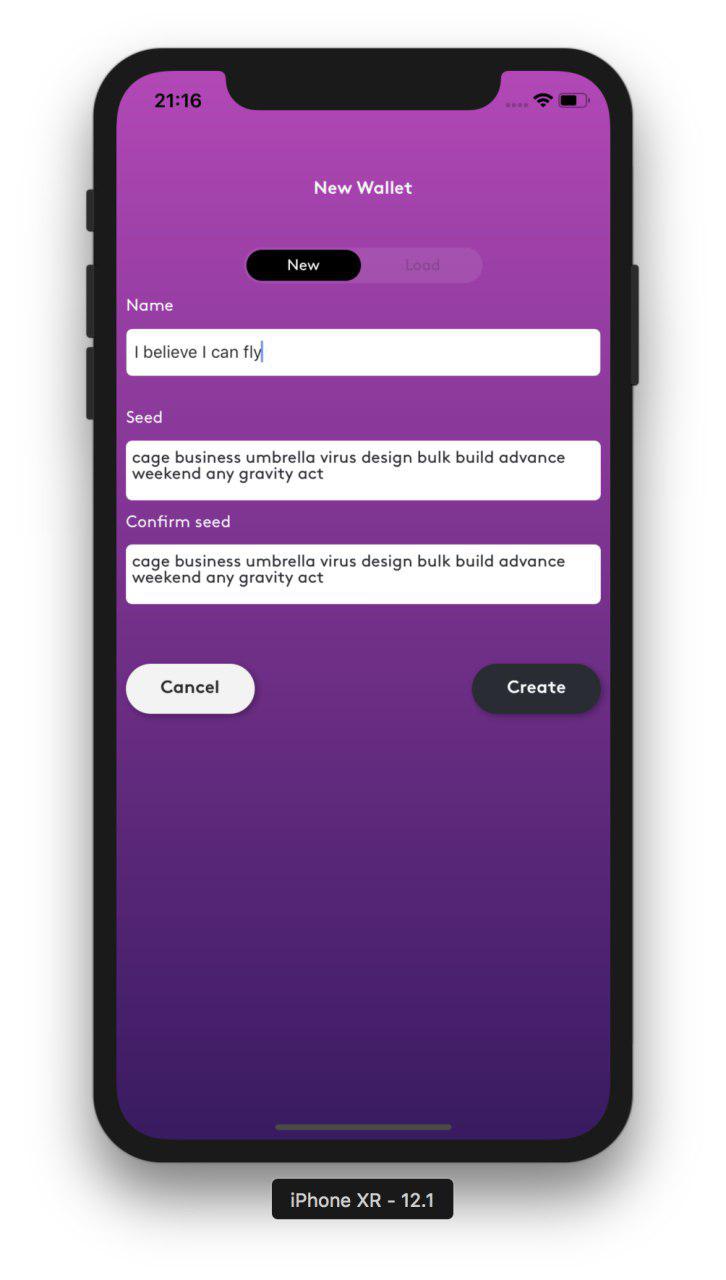 21:16
New Wallet
New Load
Name
I believe I can fly
Seed
cage business umbrella virus design bulk build advance
weekend any gravity act
Confirm seed
cage business umbrella virus design bulk build advance
weekend any gravity act
Cancel Create
iPhone XR - 12.1